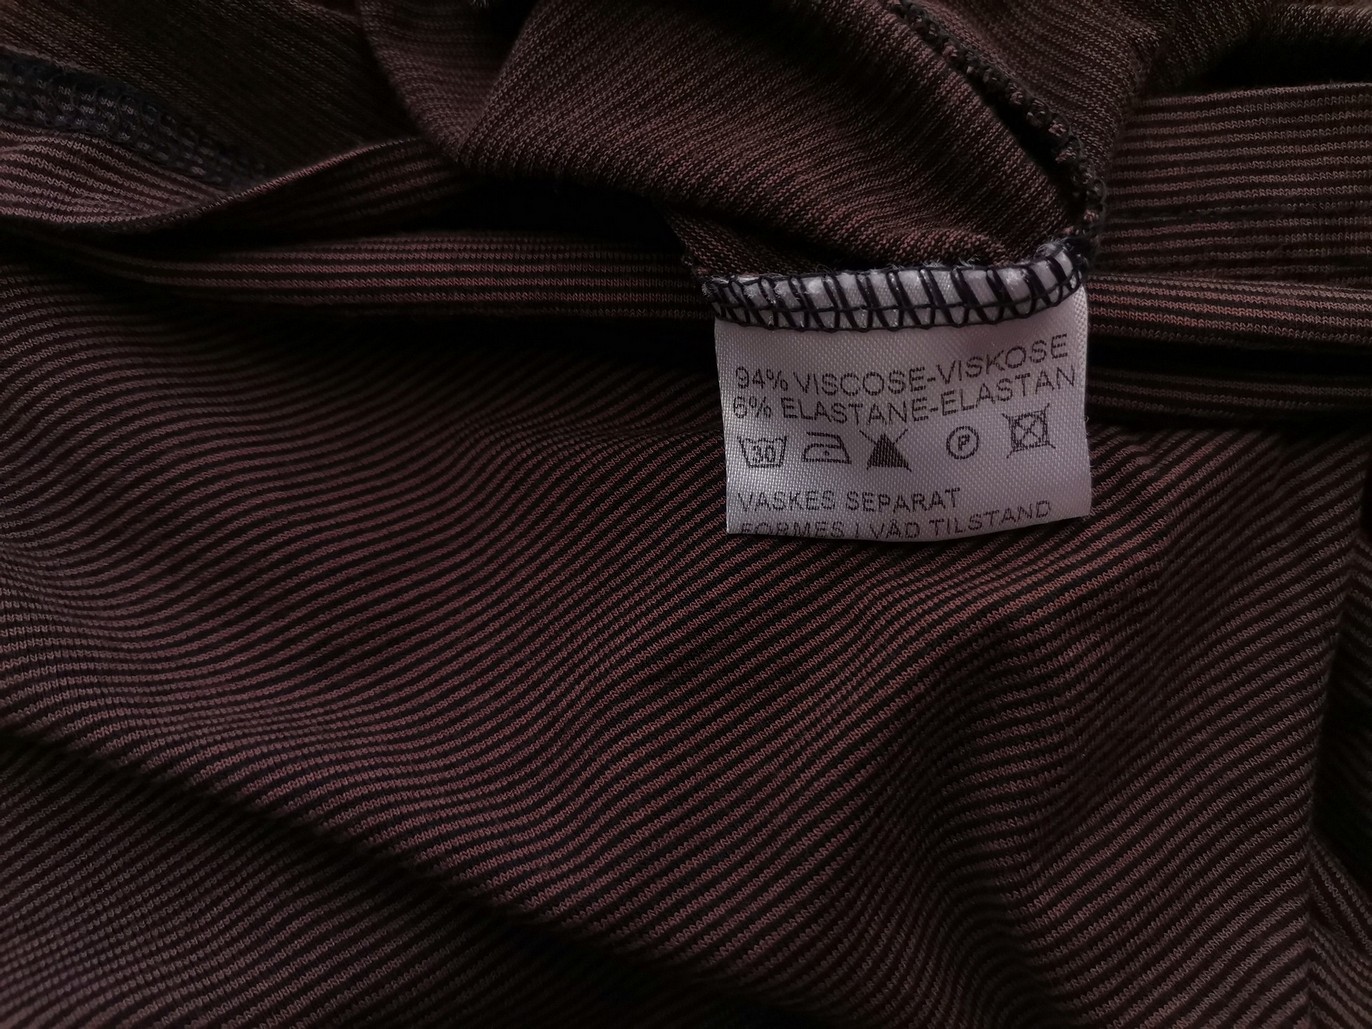 94% VISCOSE-VISKOSE
6% ELASTANE-ELASTAN
30 P
VASKES SEPARAT
FORMES I VÅD TILSTAND